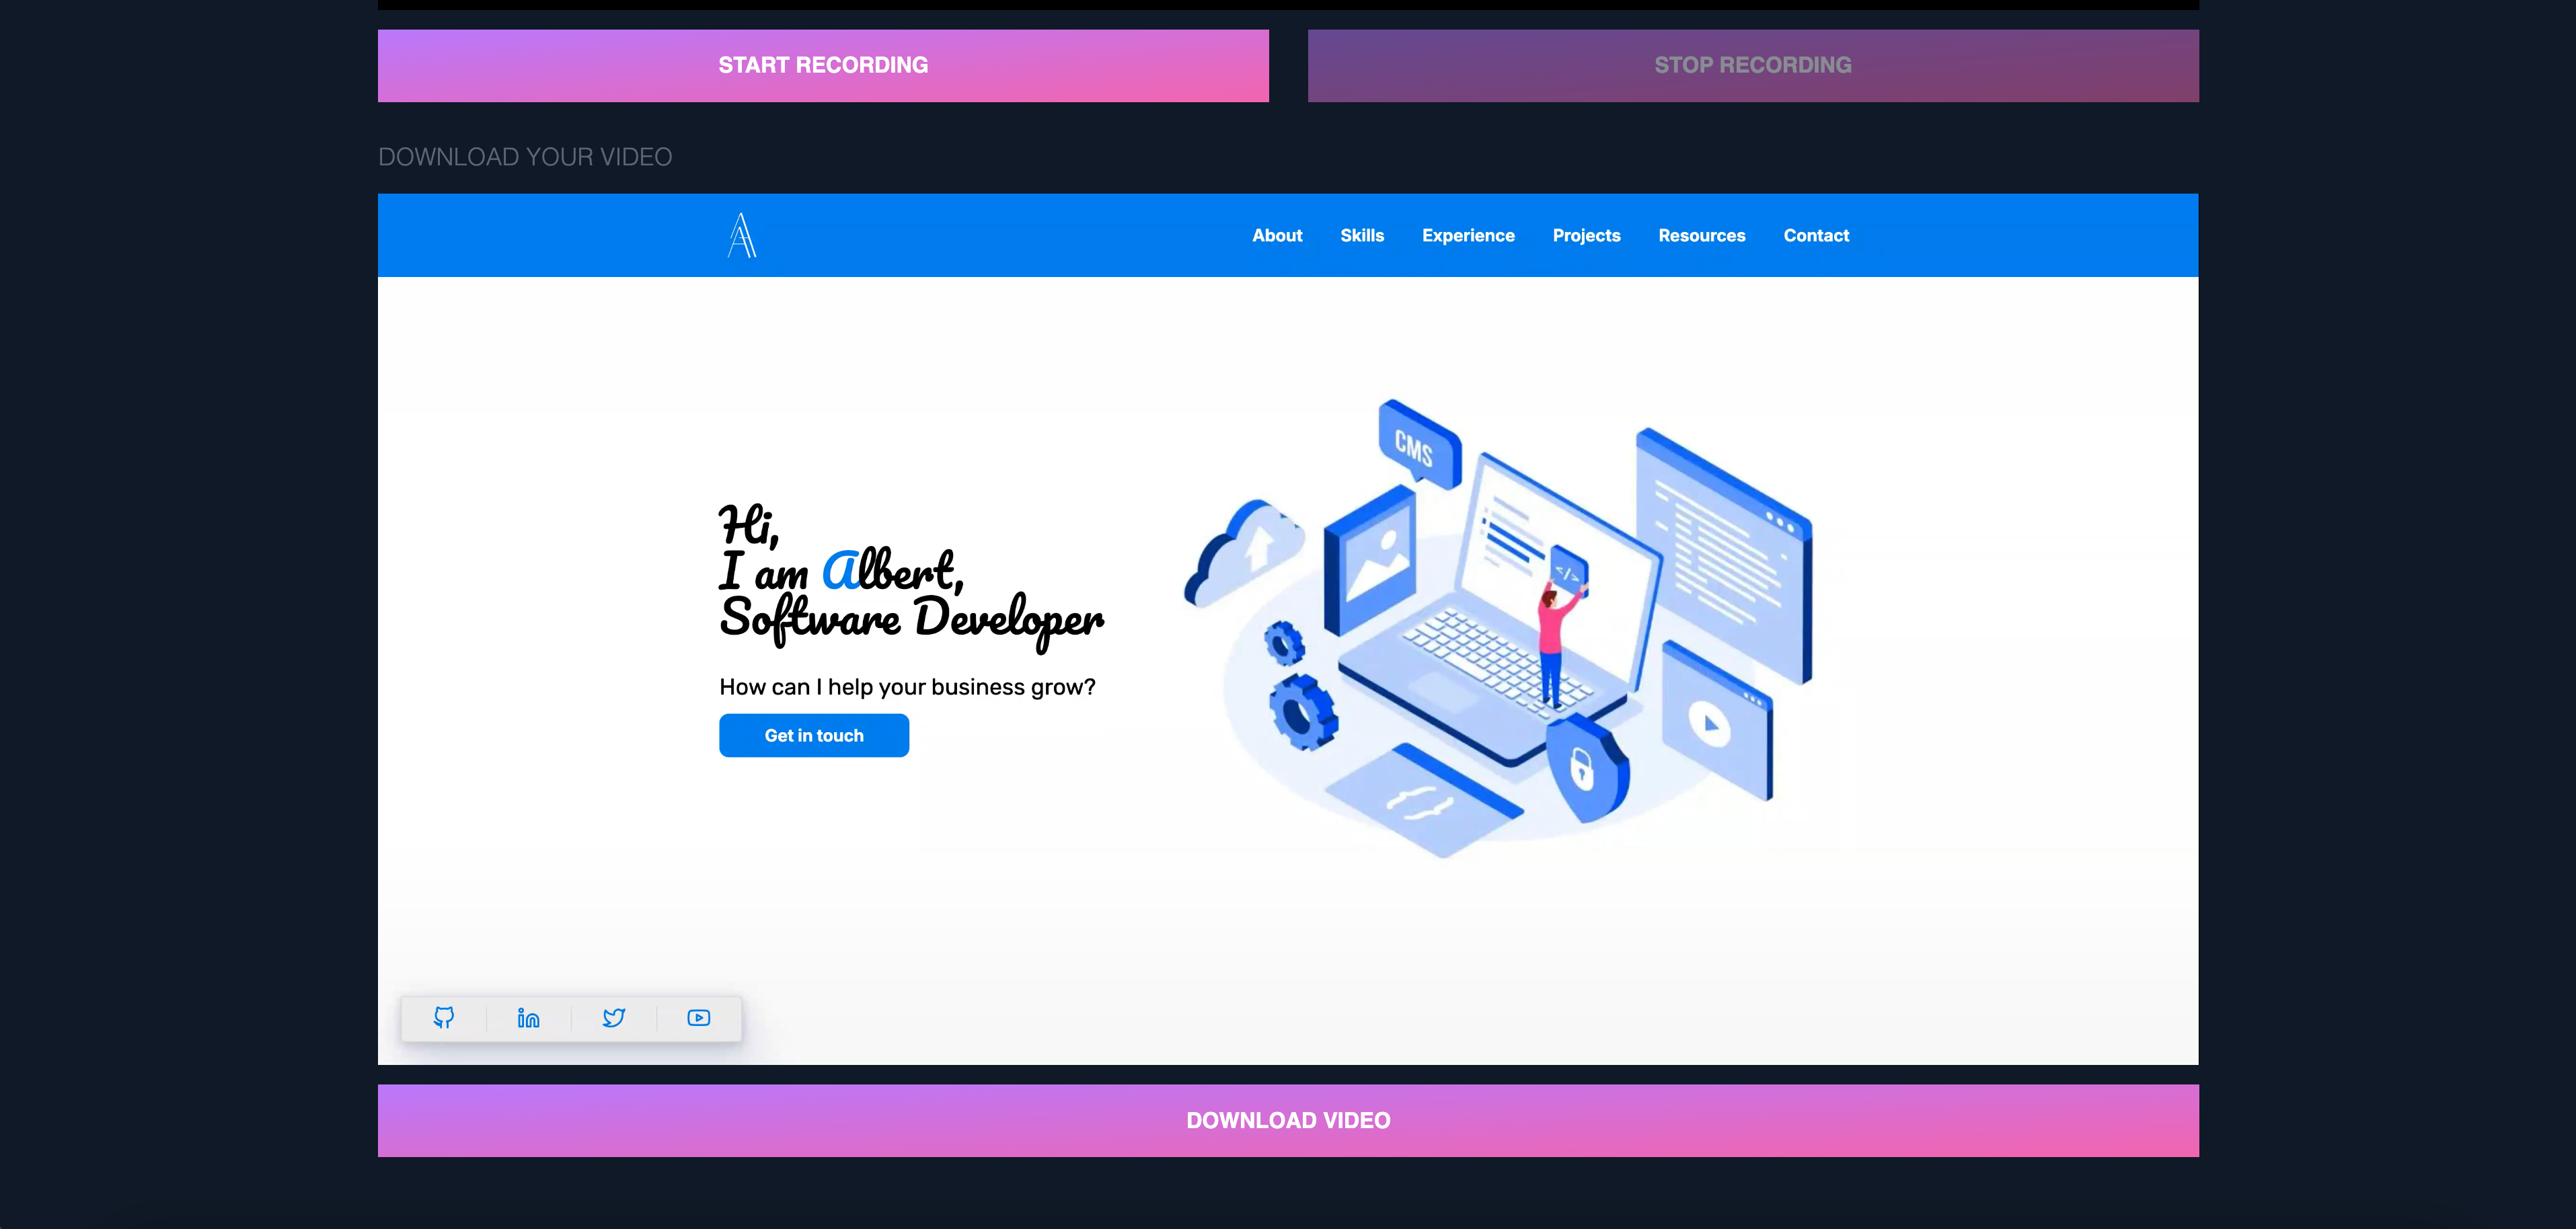 START RECORDING
STOP RECORDING
DOWNLOAD YOUR VIDEO
About Skills Experience Projects Resources Contact
CMS
</>
Hi,
I am Albert,
Software Developer
How can I help your business grow?
Get in touch
DOWNLOAD VIDEO